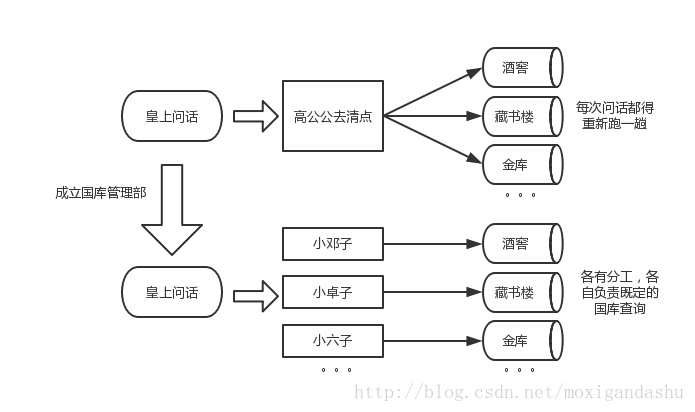 酒窖
皇上问话
高公公去清点
藏书楼
每次问话都得
重新跑一趟
金库
。。。
成立国库管理部
小邓子
酒窖
皇上问话
小卓子
藏书楼
各有分工，各
自负责既定的
国库查询
小六子
金库
。。。
。。。
http://blog.csdn.net/moxigandashu